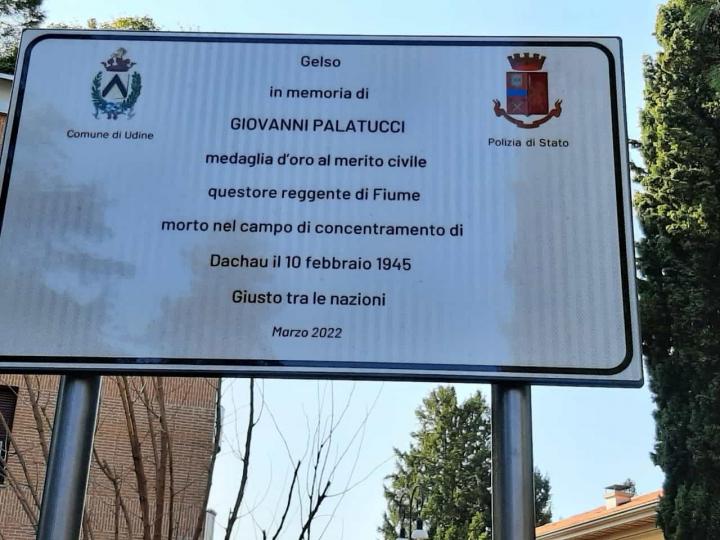 Gelso
in memoria di
GIOVANNI PALATUCCI
medaglia d'oro al merito civile
questore reggente di Fiume
morto nel campo di concentramento di
Dachau il 10 febbraio 1945
Giusto tra le nazioni
Marzo 2022
Comune di Udine
Polizia di Stato